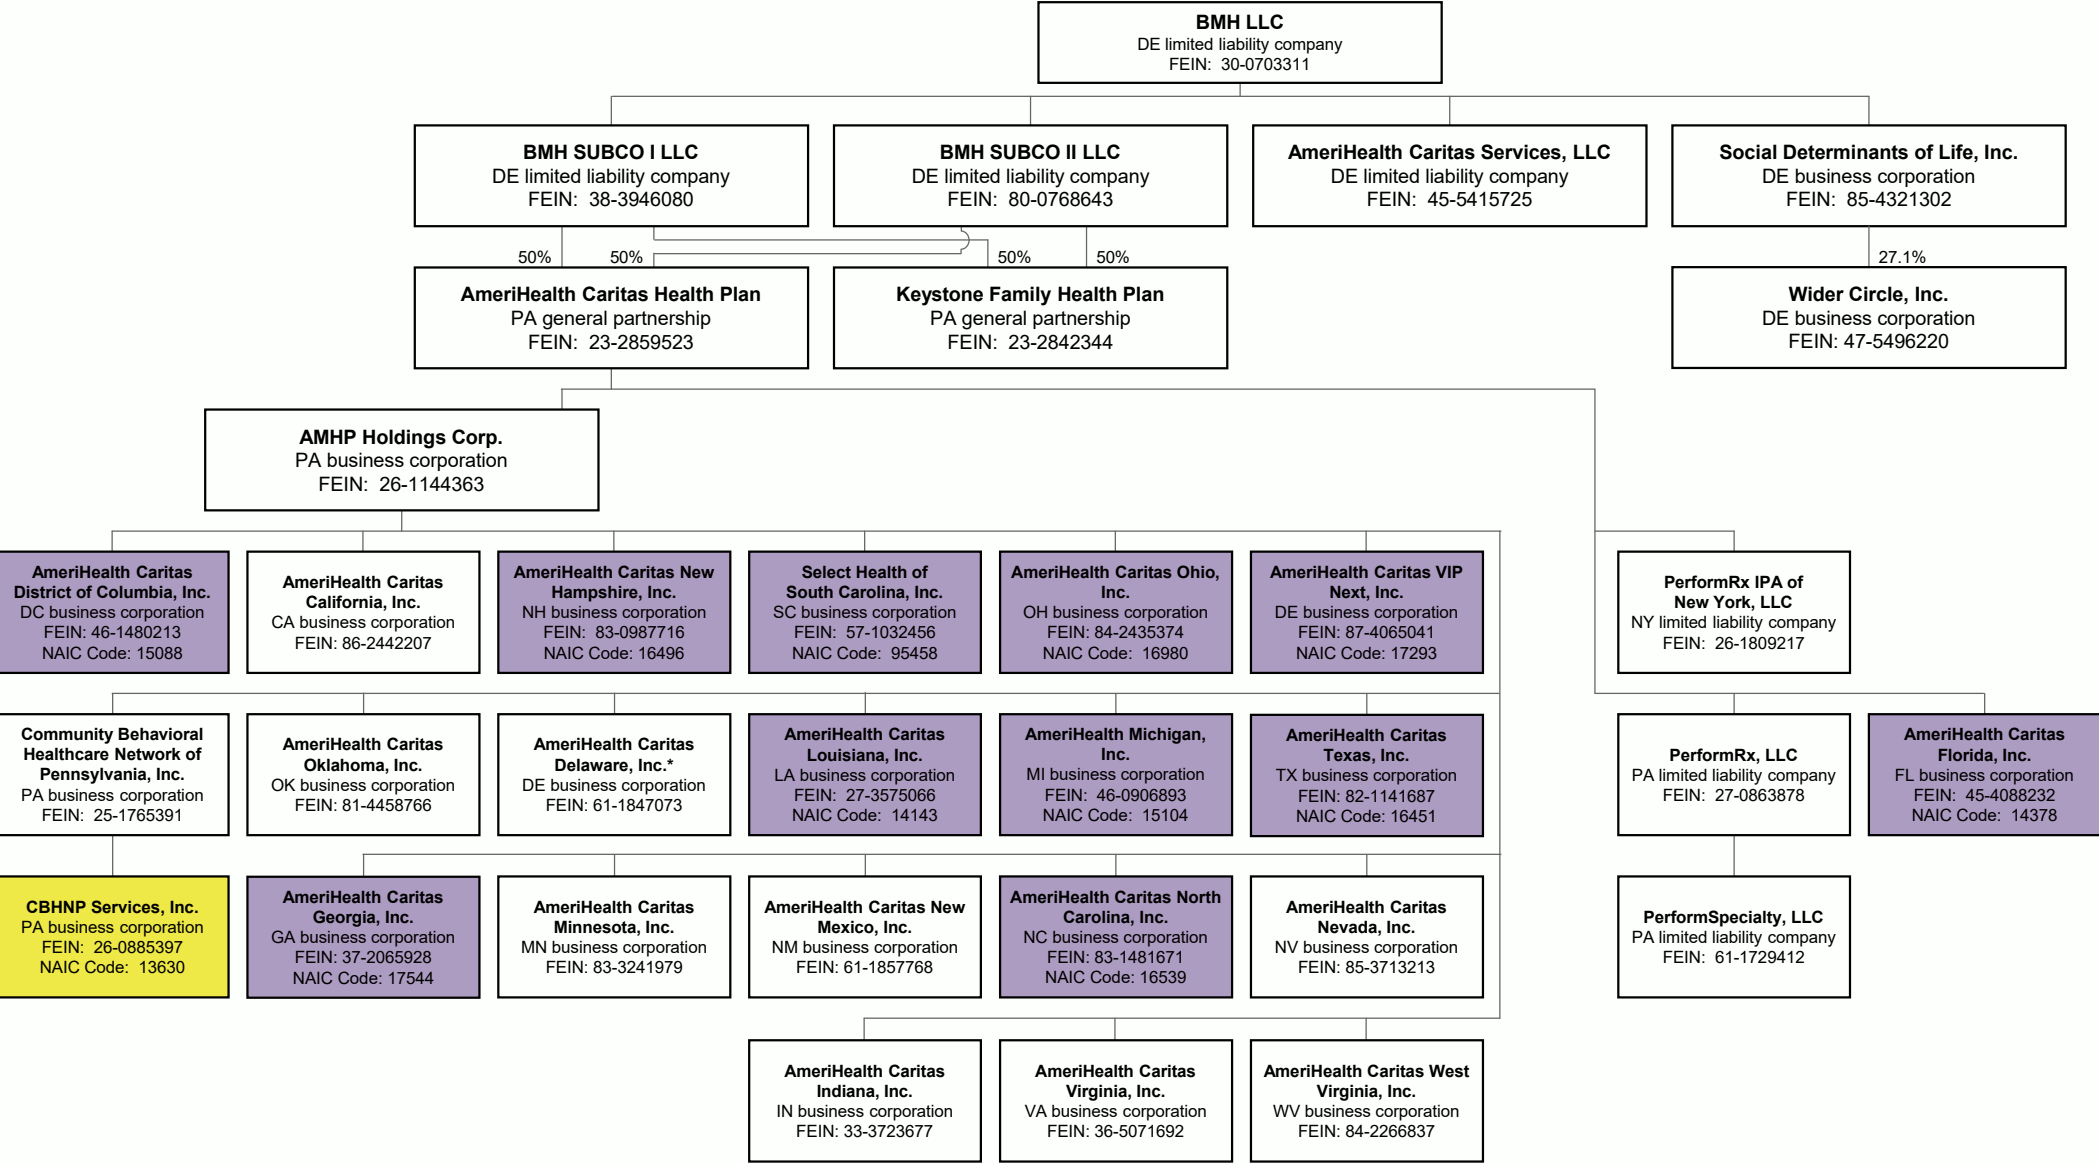 BMH LLC
DE limited liability company
FEIN: 30-0703311
BMH SUBCO I LLC
DE limited liability company
FEIN: 38-3946080
BMH SUBCO II LLC
DE limited liability company
FEIN: 80-0768643
AmeriHealth Caritas Services, LLC
DE limited liability company
FEIN: 45-5415725
Social Determinants of Life, Inc.
DE business corporation
FEIN: 85-4321302
50%
50%
50%
50%
27.1%
AmeriHealth Caritas Health Plan
PA general partnership
FEIN: 23-2859523
Keystone Family Health Plan
PA general partnership
FEIN: 23-2842344
Wider Circle, Inc.
DE business corporation
FEIN: 47-5496220
AMHP Holdings Corp.
PA business corporation
FEIN: 26-1144363
AmeriHealth Caritas
District of Columbia, Inc.
DC business corporation
FEIN: 46-1480213
NAIC Code: 15088
AmeriHealth Caritas
California, Inc.
CA business corporation
FEIN: 86-2442207
AmeriHealth Caritas New
Hampshire, Inc.
NH business corporation
FEIN: 83-0987716
NAIC Code: 16496
Select Health of
South Carolina, Inc.
SC business corporation
FEIN: 57-1032456
NAIC Code: 95458
AmeriHealth Caritas Ohio,
Inc.
OH business corporation
FEIN: 84-2435374
NAIC Code: 16980
AmeriHealth Caritas VIP
Next, Inc.
DE business corporation
FEIN: 87-4065041
NAIC Code: 17293
PerformRx IPA of
New York, LLC
NY limited liability company
FEIN: 26-1809217
Community Behavioral
Healthcare Network of
Pennsylvania, Inc.
PA business corporation
FEIN: 25-1765391
AmeriHealth Caritas
Oklahoma, Inc.
OK business corporation
FEIN: 81-4458766
AmeriHealth Caritas
Delaware, Inc.*
DE business corporation
FEIN: 61-1847073
AmeriHealth Caritas
Louisiana, Inc.
LA business corporation
FEIN: 27-3575066
NAIC Code: 14143
AmeriHealth Michigan,
Inc.
MI business corporation
FEIN: 46-0906893
NAIC Code: 15104
AmeriHealth Caritas
Texas, Inc.
TX business corporation
FEIN: 82-1141687
NAIC Code: 16451
PerformRx, LLC
PA limited liability company
FEIN: 27-0863878
AmeriHealth Caritas
Florida, Inc.
FL business corporation
FEIN: 45-4088232
NAIC Code: 14378
CBHNP Services, Inc.
PA business corporation
FEIN: 26-0885397
NAIC Code: 13630
AmeriHealth Caritas
Georgia, Inc.
GA business corporation
FEIN: 37-2065928
NAIC Code: 17544
AmeriHealth Caritas
Minnesota, Inc.
MN business corporation
FEIN: 83-3241979
AmeriHealth Caritas New
Mexico, Inc.
NM business corporation
FEIN: 61-1857768
AmeriHealth Caritas North
Carolina, Inc.
NC business corporation
FEIN: 83-1481671
NAIC Code: 16539
AmeriHealth Caritas
Nevada, Inc.
NV business corporation
FEIN: 85-3713213
PerformSpecialty, LLC
PA limited liability company
FEIN: 61-1729412
AmeriHealth Caritas
Indiana, Inc.
IN business corporation
FEIN: 33-3723677
AmeriHealth Caritas
Virginia, Inc.
VA business corporation
FEIN: 36-5071692
AmeriHealth Caritas West
Virginia, Inc.
WV business corporation
FEIN: 84-2266837